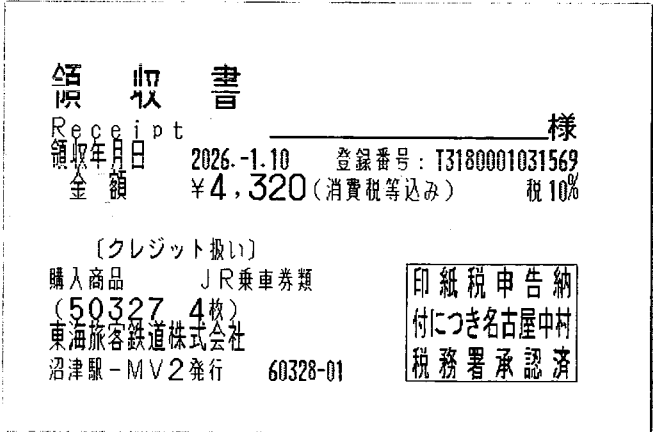 領収書
Receipt 様
領収年月日 2026.-1.10 登録番号：T3180001031569
金額 ¥4,320(消費税等込み) 税10%
〔クレジット扱い〕
購入商品 JR乗車券類
(50327 4枚)
東海旅客鉄道株式会社
沼津駅-MV2発行 60328-01
印紙税申告納
付につき名古屋中村
税務署承認済